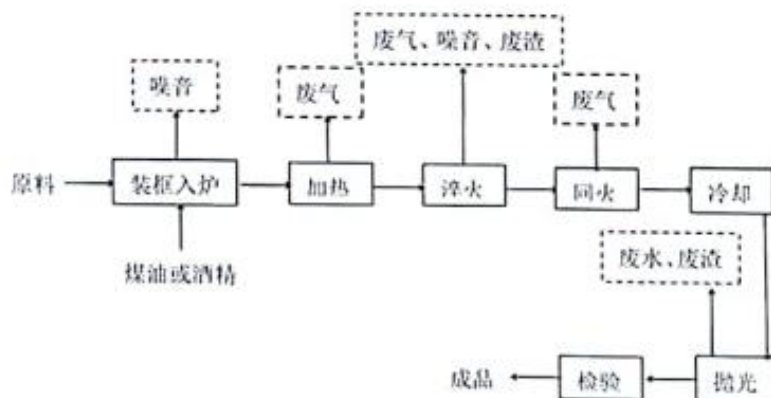 废气、噪音、废渣
噪音
废气
废气
原料
装框入炉
加热
淬火
回火
冷却
煤油或酒精
废水、废渣
成品
检验
抛光